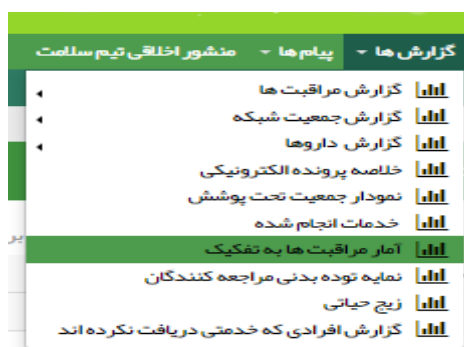 گزارش ها پیام ها منشور اخلاقی تیم سلامت
گزارش مراقبت ها
گزارش جمعیت شبکه
گزارش داروها
خلاصه پرونده الکترونیکی
نمودار جمعیت تحت پوشش
خدمات انجام شده
آمار مراقبت ها به تفکیک
نمایه توده بدنی مراجعه کنندگان
زیج حیاتی
گزارش افرادی که خدمتی دریافت نکرده اند